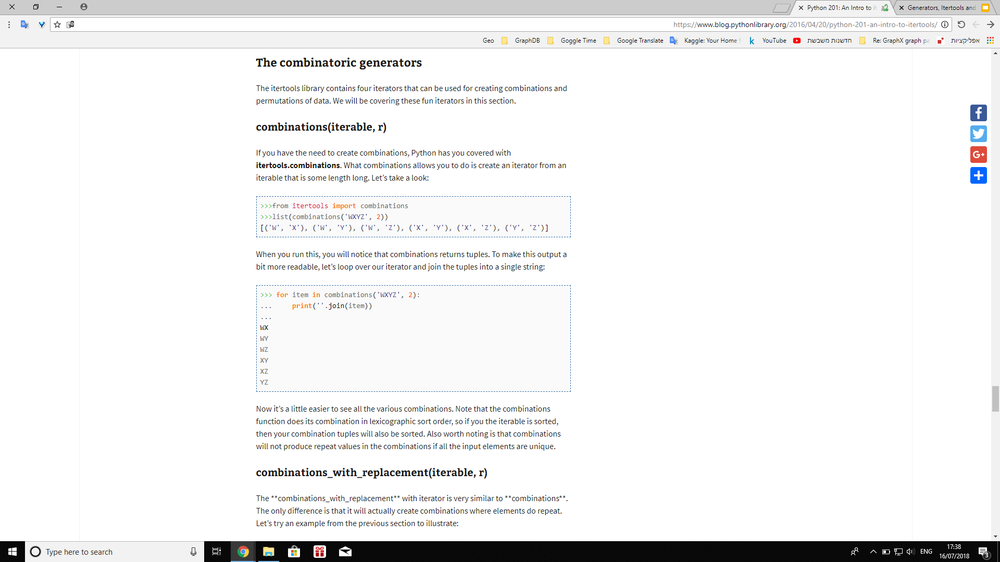 Python 201: An Intro to it
Generators, Itertools and
https://www.blog.pythonlibrary.org/2016/04/20/python-201-an-intro-to-itertools/
Geo GraphDB Goggle Time Google Translate Kaggle: Your Home f YouTube חדשנות משבשת Re: GraphX graph pa אפליקציות
The combinatoric generators
The itertools library contains four iterators that can be used for creating combinations and
permutations of data. We will be covering these fun iterators in this section.
combinations(iterable, r)
If you have the need to create combinations, Python has you covered with
itertools.combinations. What combinations allows you to do is create an iterator from an
iterable that is some length long. Let’s take a look:
>>>from itertools import combinations
>>>list(combinations('WXYZ', 2))
[('W', 'X'), ('W', 'Y'), ('W', 'Z'), ('X', 'Y'), ('X', 'Z'), ('Y', 'Z')]
When you run this, you will notice that combinations returns tuples. To make this output a
bit more readable, let’s loop over our iterator and join the tuples into a single string:
>>> for item in combinations('WXYZ', 2):
...     print(''.join(item))
...
WX
WY
WZ
XY
XZ
YZ
Now it’s a little easier to see all the various combinations. Note that the combinations
function does its combination in lexicographic sort order, so if you the iterable is sorted,
then your combination tuples will also be sorted. Also worth noting is that combinations
will not produce repeat values in the combinations if all the input elements are unique.
combinations_with_replacement(iterable, r)
The **combinations_with_replacement** with iterator is very similar to **combinations**.
The only difference is that it will actually create combinations where elements do repeat.
Let’s try an example from the previous section to illustrate:
Type here to search
ENG
17:38
16/07/2018
3